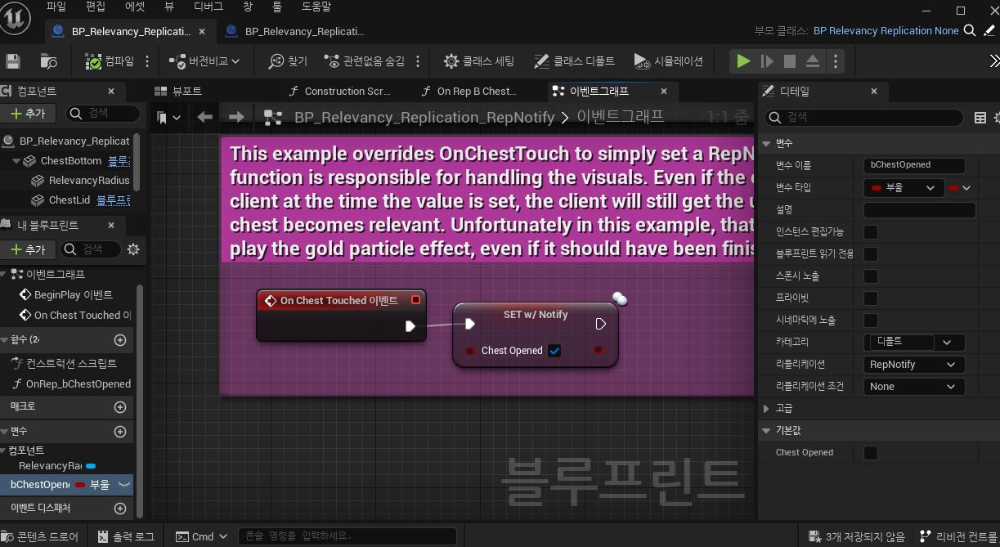 파일 편집 에셋 뷰 디버그 창 툴 도움말
BP_Relevancy_Replicati... BP_Relevancy_Replicati...
부모 클래스: BP Relevancy Replication None
컴파일 버전비교 찾기 관련없음 숨김 클래스 세팅 클래스 디폴트 시뮬레이션
컴포넌트
뷰포트 Construction Scr... On Rep B Chest... 이벤트그래프
디테일
추가 검색
BP_Relevancy_Replication_RepNotify > 이벤트그래프 1:1 줌
검색
BP_Relevancy_Replicat
ChestBottom 블루프
RelevancyRadius
ChestLid 블루프린
내 블루프린트
추가 검색
이벤트그래프
BeginPlay 이벤트
On Chest Touched 이
함수 (24
컨스트럭션 스크립트
OnRep_bChestOpened
매크로
변수
컴포넌트
RelevancyRa
bChestOpene 부울
이벤트 디스패처
This example overrides OnChestTouch to simply set a RepN
function is responsible for handling the visuals. Even if the
client at the time the value is set, the client will still get the u
chest becomes relevant. Unfortunately in this example, that
play the gold particle effect, even if it should have been finis
On Chest Touched 이벤트
SET w/ Notify
Chest Opened
블루프린트
변수
변수 이름 bChestOpened
변수 타입 부울
설명
인스턴스 편집가능
블루프린트 읽기 전용
스폰시 노출
프라이빗
시네마틱에 노출
카테고리 디폴트
리플리케이션 RepNotify
리플리케이션 조건 None
고급
기본값
Chest Opened
콘텐츠 드로어 출력 로그 Cmd 콘솔 명령을 입력하세요. 3개 저장되지 않음 리비전 컨트롤